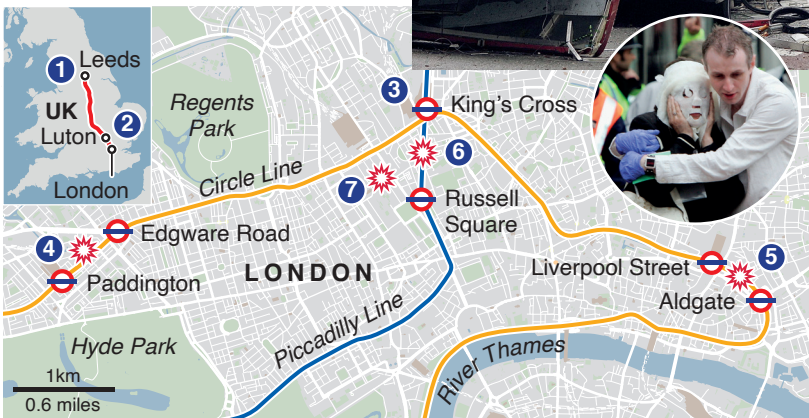 1
Leeds
UK
2
Luton
London
Regents
Park
3
King's Cross
6
Circle Line
7
Russell
Square
4
Edgware Road
Paddington
LONDON
Liverpool Street
5
Aldgate
Piccadilly Line
Hyde Park
River Thames
1km
0.6 miles